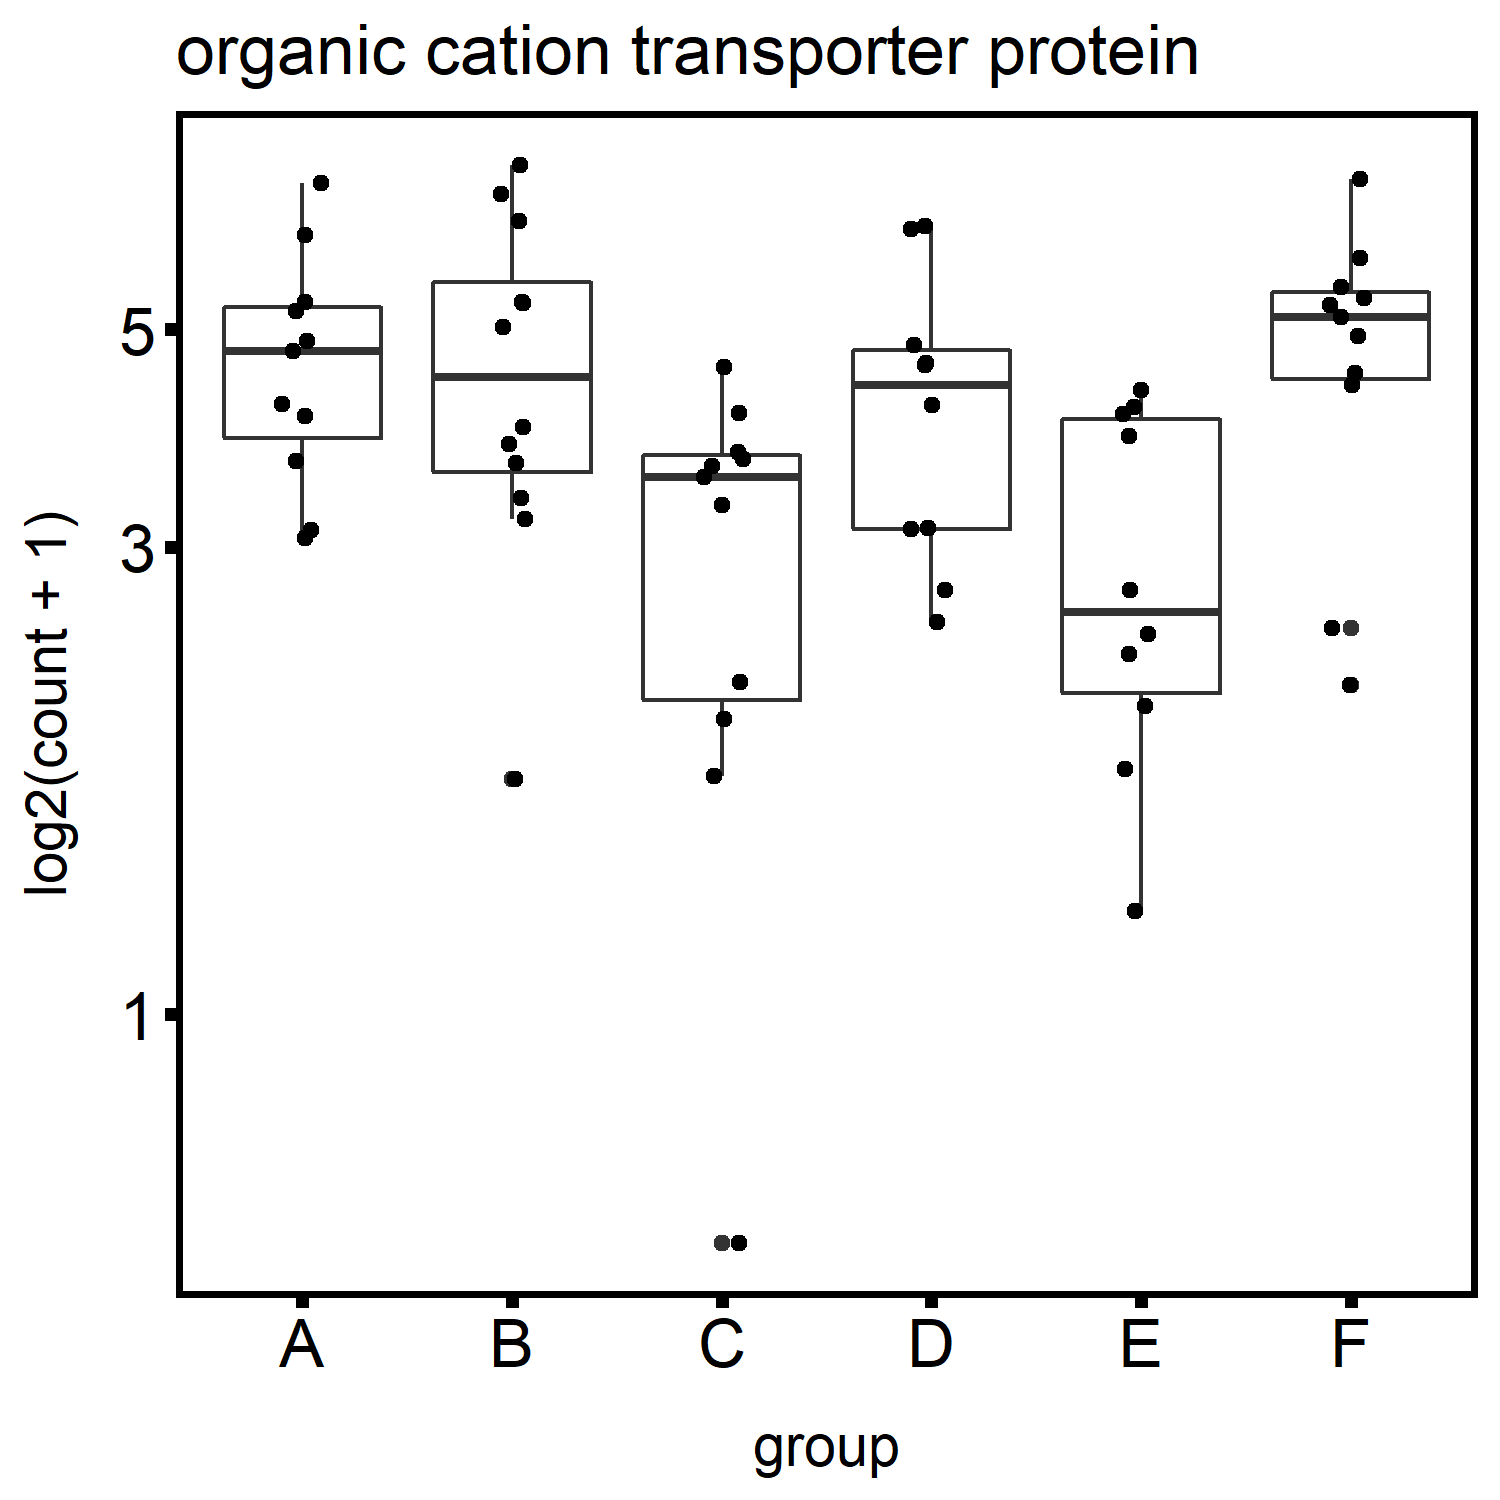 organic cation transporter protein
log2(count + 1)
5
3
1
A B C D E F
group